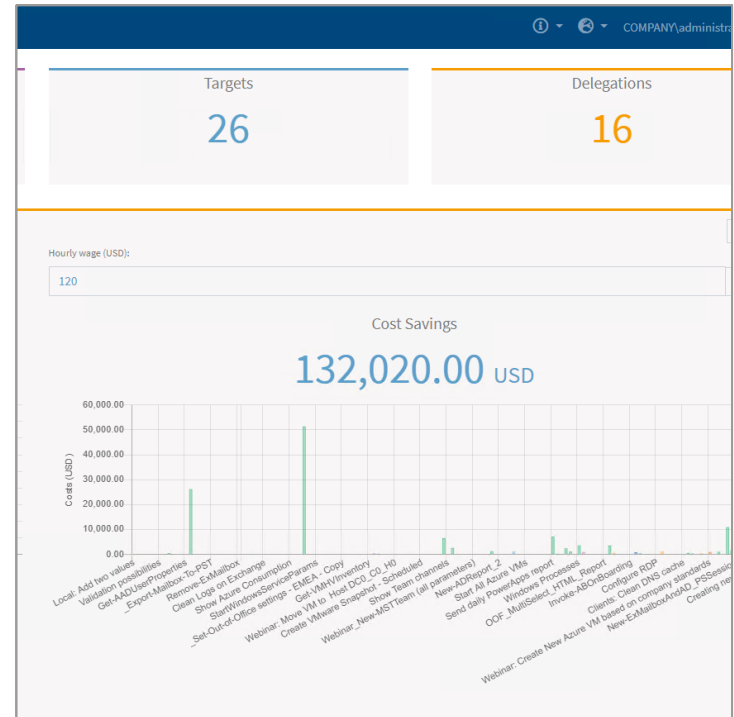 COMPANY\administra
Targets
26
Delegations
16
Hourly wage (USD):
120
Cost Savings
132,020.00 USD
Costs (USD)
60,000.00
50,000.00
40,000.00
30,000.00
20,000.00
10,000.00
0.00
Local: Add two values
Validation possibilities
Get-AADUserProperties
_Export-Mailbox-To-PST
Remove-ExMailbox
Clean Logs on Exchange
Show Azure Consumption
StartWindowsServiceParams
_Set-Out-of-Office settings - EMEA - Copy
Get-VMHVInventory
Webinar: Move VM to Host DC0_C0_H0
Create VMware Snapshot - Scheduled
Show Team channels
Webinar_New-MSTTeam (all parameters)
New-ADReport_2
Start All Azure VMs
Send daily PowerApps report
Windows Processes
OOF_MultiSelect_HTML_Report
Invoke-ABOnBoarding
Configure RDP
Clients: Clean DNS cache
Webinar: Create New Azure VM based on company standards
New-ExMailboxAndAD_PSSessio
Creating nev